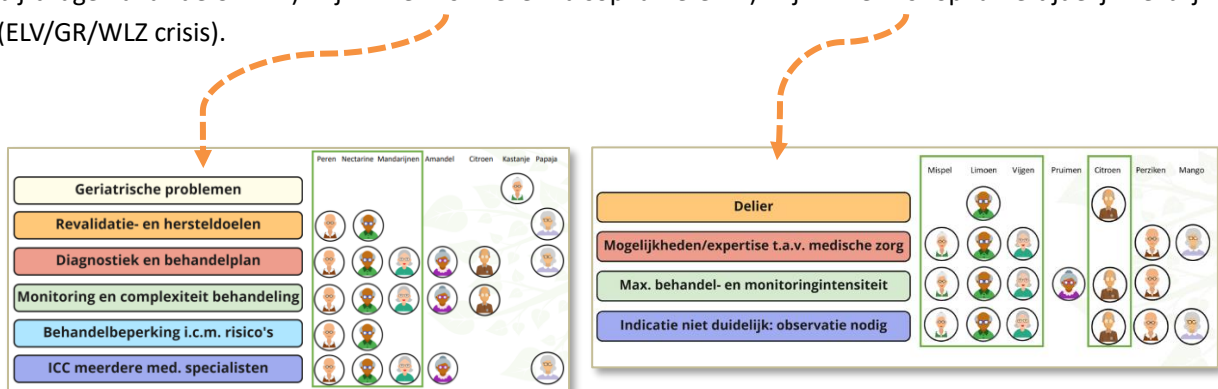 (ELV/GR/WLZ crisis).
Peren Nectarine Mandarijnen Amandel Citroen Kastanje Papaja
Geriatrische problemen
Revalidatie- en hersteldoelen
Diagnostiek en behandelplan
Monitoring en complexiteit behandeling
Behandelbeperking i.c.m. risico's
ICC meerdere med. specialisten
Mispel Limoen Vijgen Pruimen Citroen Perziken Mango
Delier
Mogelijkheden/expertise t.a.v. medische zorg
Max. behandel- en monitoringintensiteit
Indicatie niet duidelijk: observatie nodig